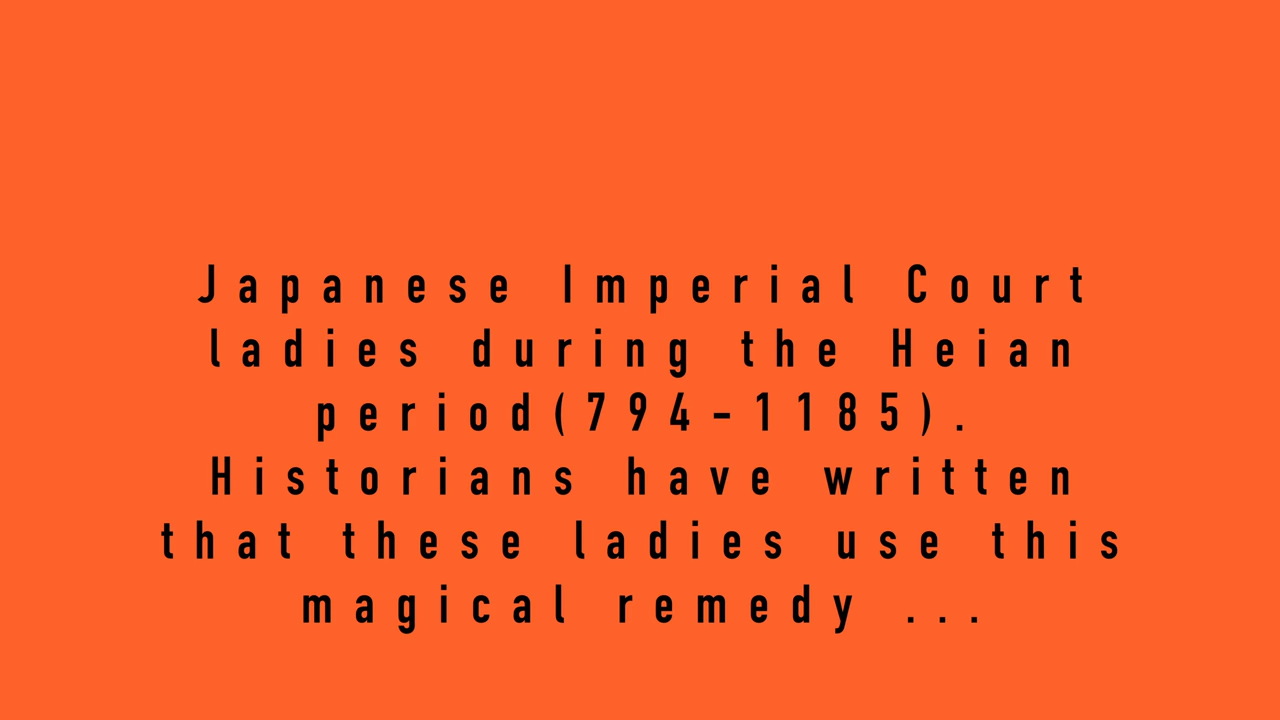 Japanese Imperial Court
ladies during the Heian
period(794-1185).
Historians have written
that these ladies use this
magical remedy ...